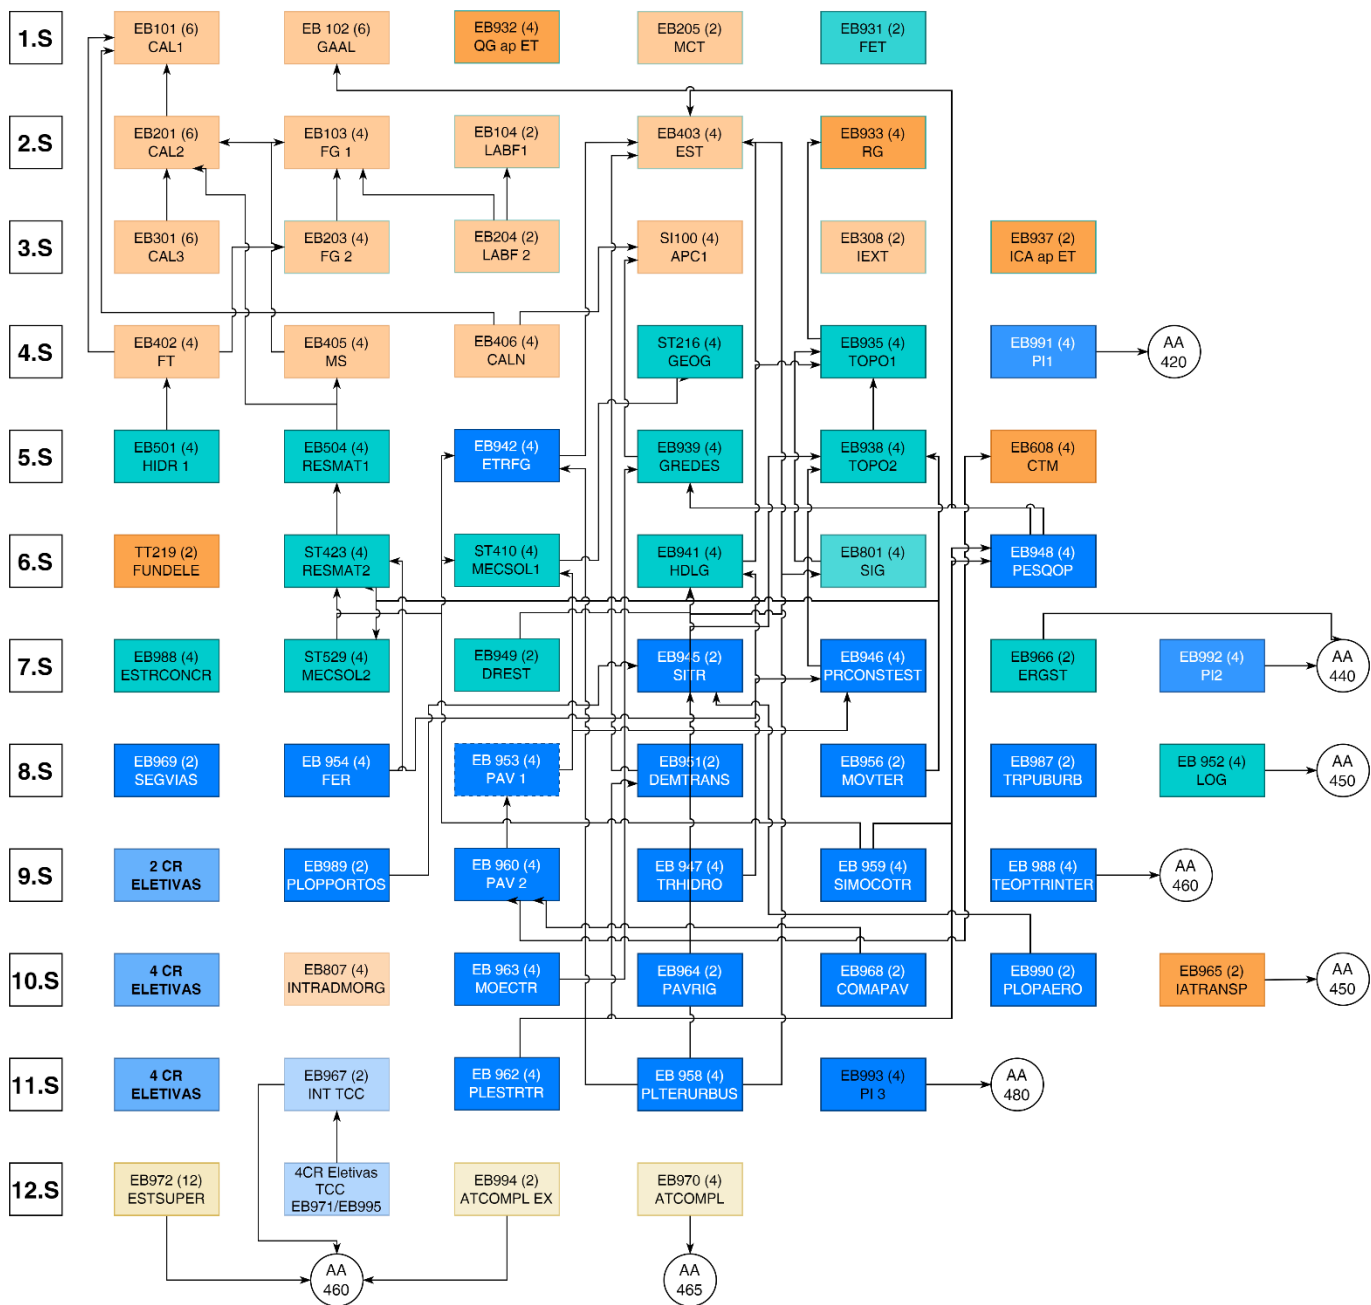 1.S
EB101 (6)
CAL1
EB 102 (6)
GAAL
EB932 (4)
QG ap ET
EB205 (2)
MCT
EB931 (2)
FET
2.S
EB201 (6)
CAL2
EB103 (4)
FG 1
EB104 (2)
LABF1
EB403 (4)
EST
EB933 (4)
RG
3.S
EB301 (6)
CAL3
EB203 (4)
FG 2
EB204 (2)
LABF 2
SI100 (4)
APC1
EB308 (2)
IEXT
EB937 (2)
ICA ap ET
4.S
EB402 (4)
FT
EB405 (4)
MS
EB406 (4)
CALN
ST216 (4)
GEOG
EB935 (4)
TOPO1
EB991 (4)
PI1
AA
420
5.S
EB501 (4)
HIDR 1
EB504 (4)
RESMAT1
EB942 (4)
ETRFG
EB939 (4)
GREDES
EB938 (4)
TOPO2
EB608 (4)
CTM
6.S
TT219 (2)
FUNDELE
ST423 (4)
RESMAT2
ST410 (4)
MECSOL1
EB941 (4)
HDLG
EB801 (4)
SIG
EB948 (4)
PESQOP
7.S
EB988 (4)
ESTRCONCR
ST529 (4)
MECSOL2
EB949 (2)
DREST
EB945 (2)
SITR
EB946 (4)
PRCONSTEST
EB966 (2)
ERGST
EB992 (4)
PI2
AA
440
8.S
EB969 (2)
SEGVIAS
EB 954 (4)
FER
EB 953 (4)
PAV 1
EB951(2)
DEMTRANS
EB956 (2)
MOVTER
EB987 (2)
TRPUBURB
EB 952 (4)
LOG
AA
450
9.S
2 CR
ELETIVAS
EB989 (2)
PLOPPORTOS
EB 960 (4)
PAV 2
EB 947 (4)
TRHIDRO
EB 959 (4)
SIMOCOTR
EB 988 (4)
TEOPTRINTER
AA
460
10.S
4 CR
ELETIVAS
EB807 (4)
INTRADMORG
EB 963 (4)
MOECTR
EB964 (2)
PAVRIG
EB968 (2)
COMAPAV
EB990 (2)
PLOPAERO
EB965 (2)
IATRANSP
AA
450
11.S
4 CR
ELETIVAS
EB967 (2)
INT TCC
EB 962 (4)
PLESTRTR
EB 958 (4)
PLTERURBUS
EB993 (4)
PI 3
AA
480
12.S
EB972 (12)
ESTSUPER
4CR Eletivas
TCC
EB971/EB995
EB994 (2)
ATCOMPL EX
EB970 (4)
ATCOMPL
AA
460
AA
465